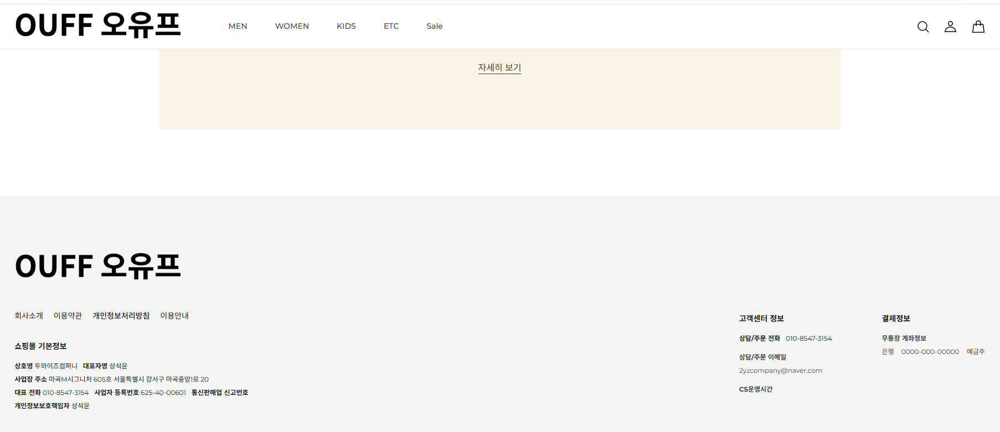 OUFF 오유프
MEN WOMEN KIDS ETC Sale
자세히 보기
OUFF 오유프
회사소개 이용약관 개인정보처리방침 이용안내
쇼핑몰 기본정보
상호명 투와이즈컴퍼니 대표자명 성석윤
사업장 주소 마곡M시그니처 605호 서울특별시 강서구 마곡중앙1로 20
대표 전화 010-8547-3154 사업자 등록번호 625-40-00601 통신판매업 신고번호
개인정보보호책임자 성석윤
고객센터 정보
상담/주문 전화 010-8547-3154
상담/주문 이메일
2yzcompany@naver.com
CS운영시간
결제정보
무통장 계좌정보
은행 0000-000-00000 예금주